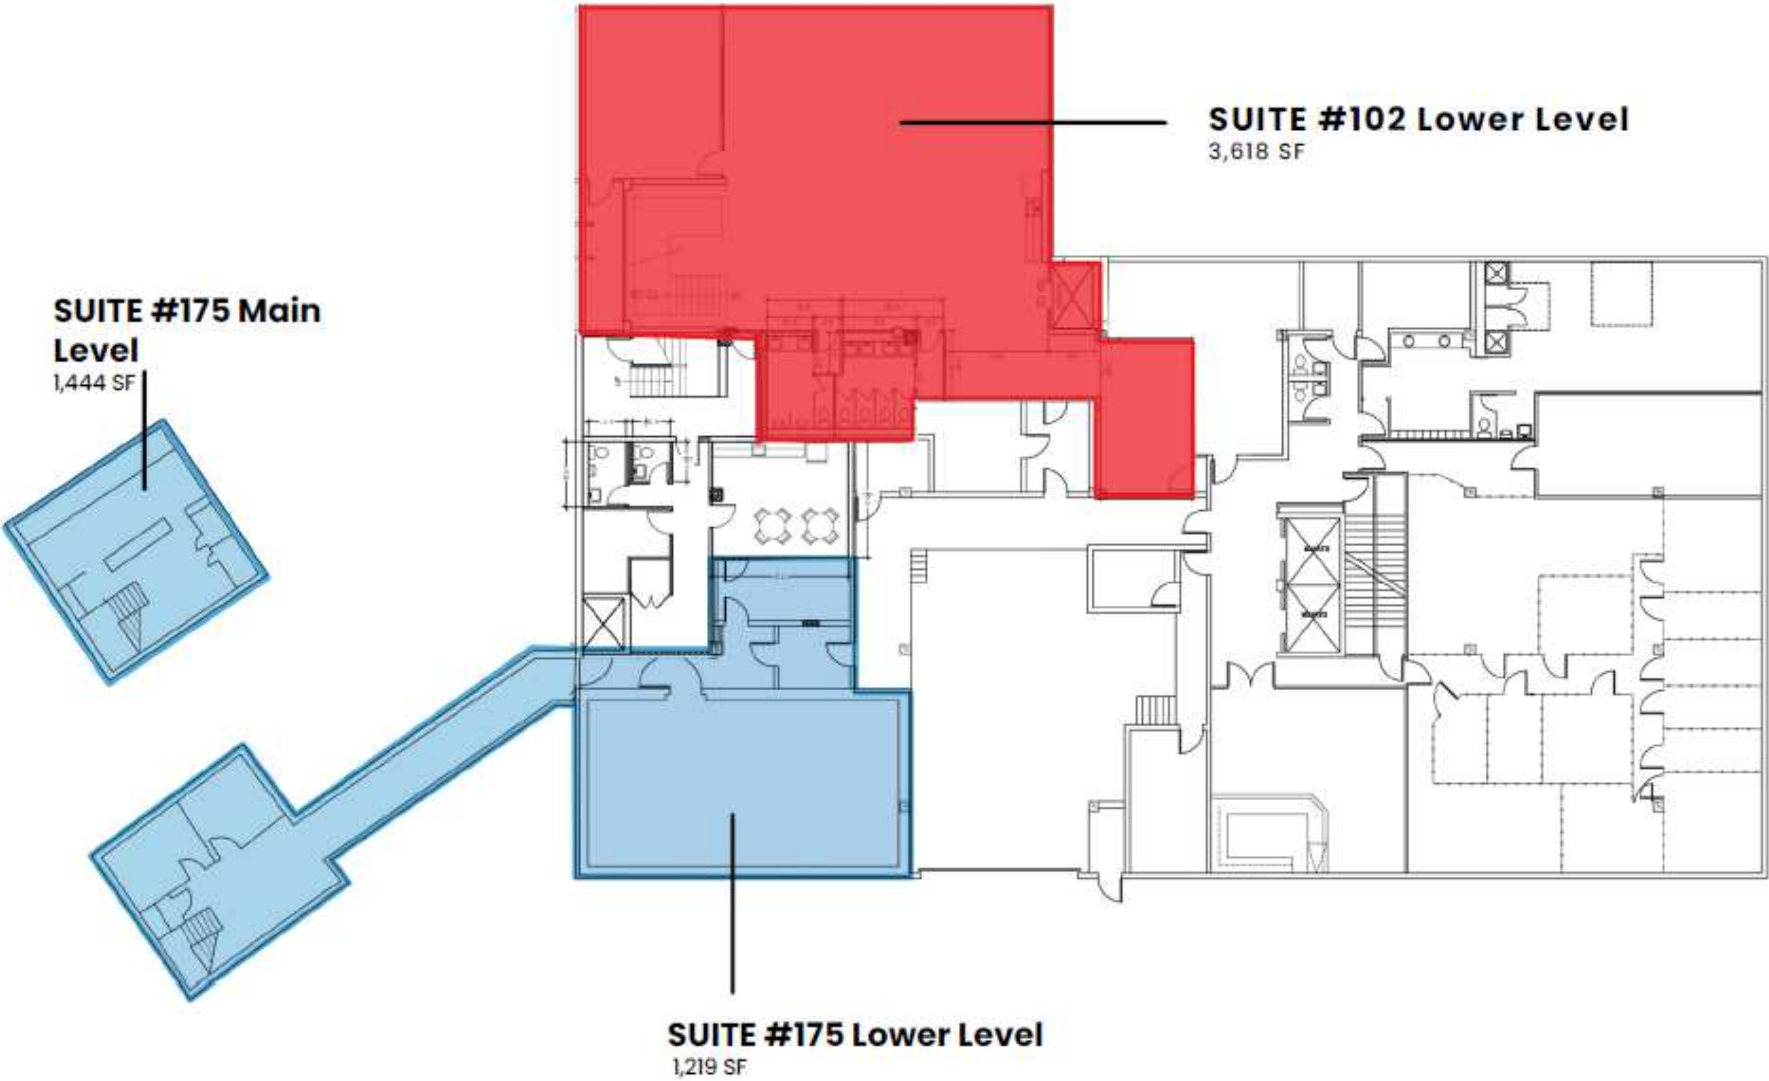 SUITE #102 Lower Level
3,618 SF
SUITE #175 Main
Level
1,444 SF
SUITE #175 Lower Level
1,219 SF